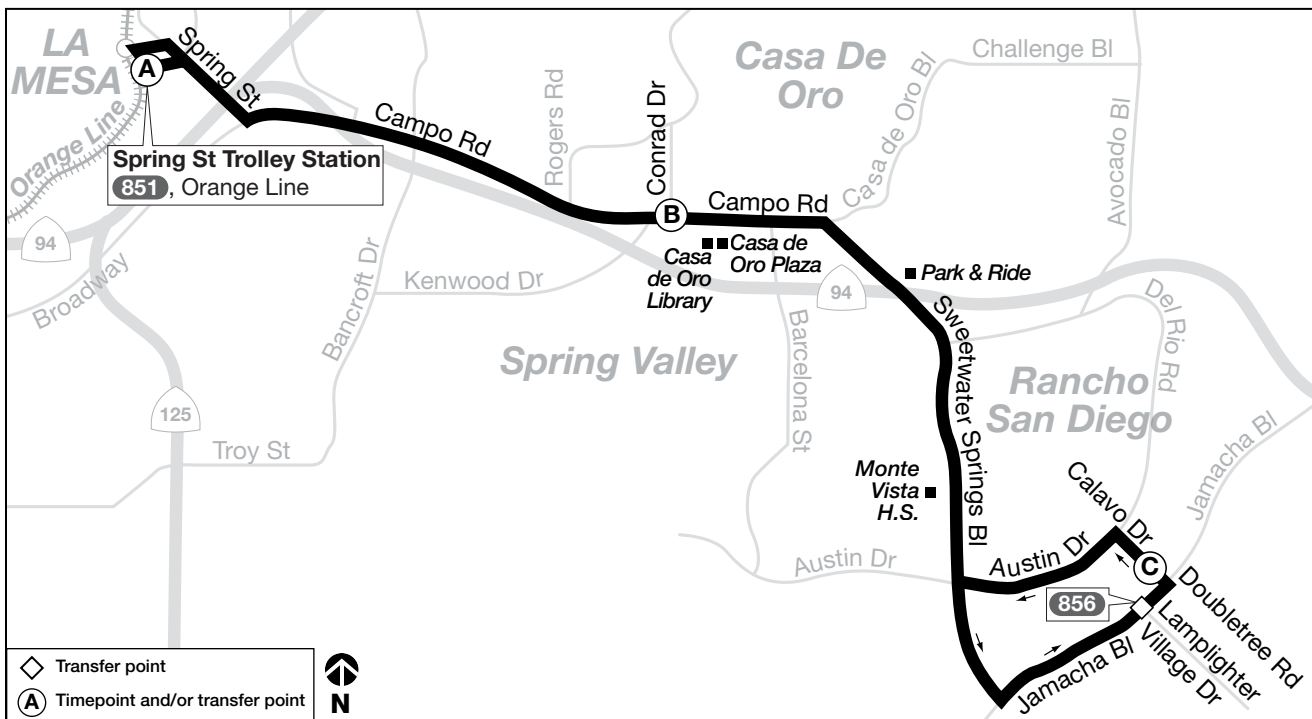 LA
MESA
Orange Line
A
Spring St
Spring St Trolley Station
851, Orange Line
Campo Rd
Rogers Rd
Conrad Dr
B
Casa De
Oro
Challenge Bl
Casa de Oro Bl
Avocado Bl
Campo Rd
Casa
de Oro
Library
Casa de
Oro Plaza
Park & Ride
94
94
Broadway
Bancroft Dr
Kenwood Dr
Barcelona St
Del Rio Rd
Spring Valley
Sweetwater Springs Bl
Rancho
San Diego
125
Troy St
Jamacha Bl
Monte
Vista
H.S.
Calavo Dr
Austin Dr
Austin Dr
C
856
Doubletree Rd
Lamplighter
Village Dr
Jamacha Bl
Transfer point
A Timepoint and/or transfer point
N